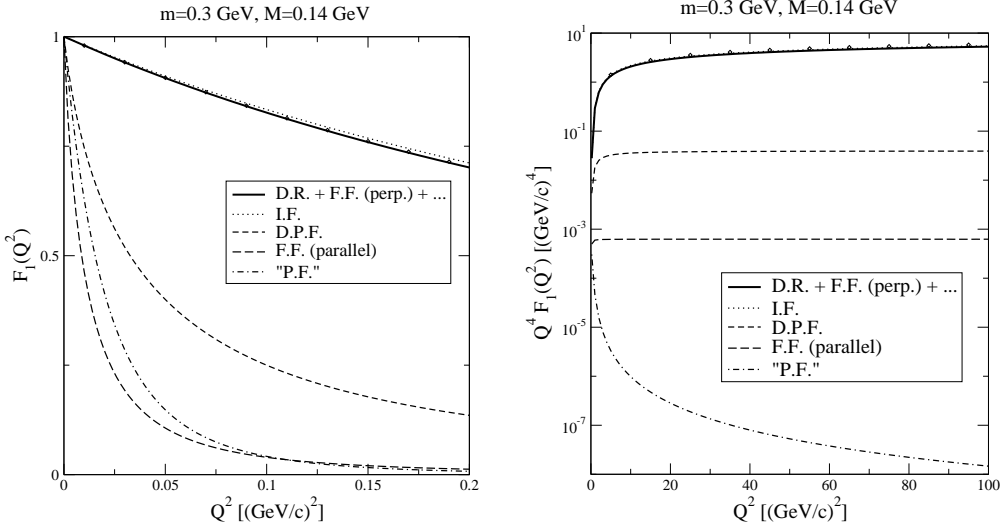 m=0.3 GeV, M=0.14 GeV
1
0.5
0
F₁(Q²)
D.R. + F.F. (perp.) + ...
I.F.
D.P.F.
F.F. (parallel)
"P.F."
0 0.05 0.1 0.15 0.2
Q² [(GeV/c)²]
m=0.3 GeV, M=0.14 GeV
10¹
10⁻¹
10⁻³
10⁻⁵
10⁻⁷
Q⁴ F₁(Q²) [(GeV/c)⁴]
D.R. + F.F. (perp.) + ...
I.F.
D.P.F.
F.F. (parallel)
"P.F."
0 20 40 60 80 100
Q² [(GeV/c)²]